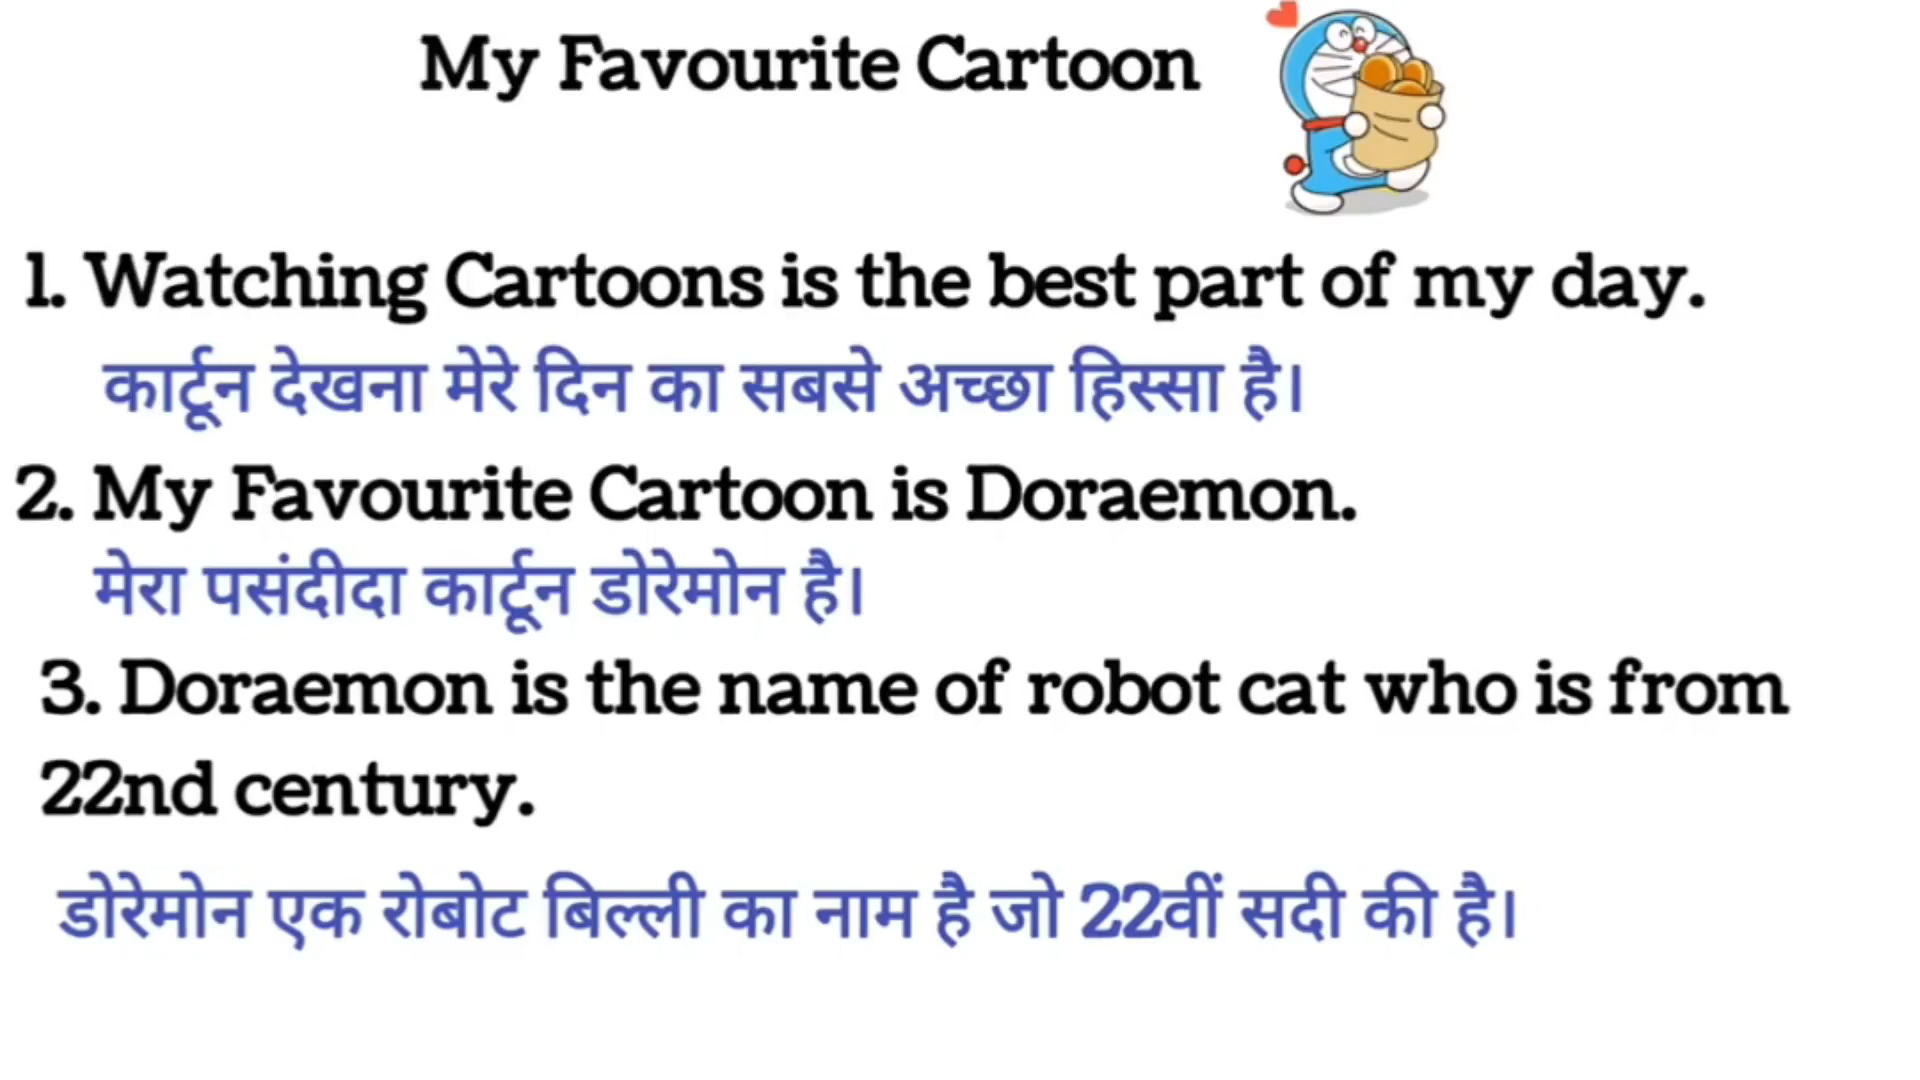 My Favourite Cartoon
1. Watching Cartoons is the best part of my day.
कार्टून देखना मेरे दिन का सबसे अच्छा हिस्सा है।
2. My Favourite Cartoon is Doraemon.
मेरा पसंदीदा कार्टून डोरेमोन है।
3. Doraemon is the name of robot cat who is from
22nd century.
डोरेमोन एक रोबोट बिल्ली का नाम है जो 22वीं सदी की है।